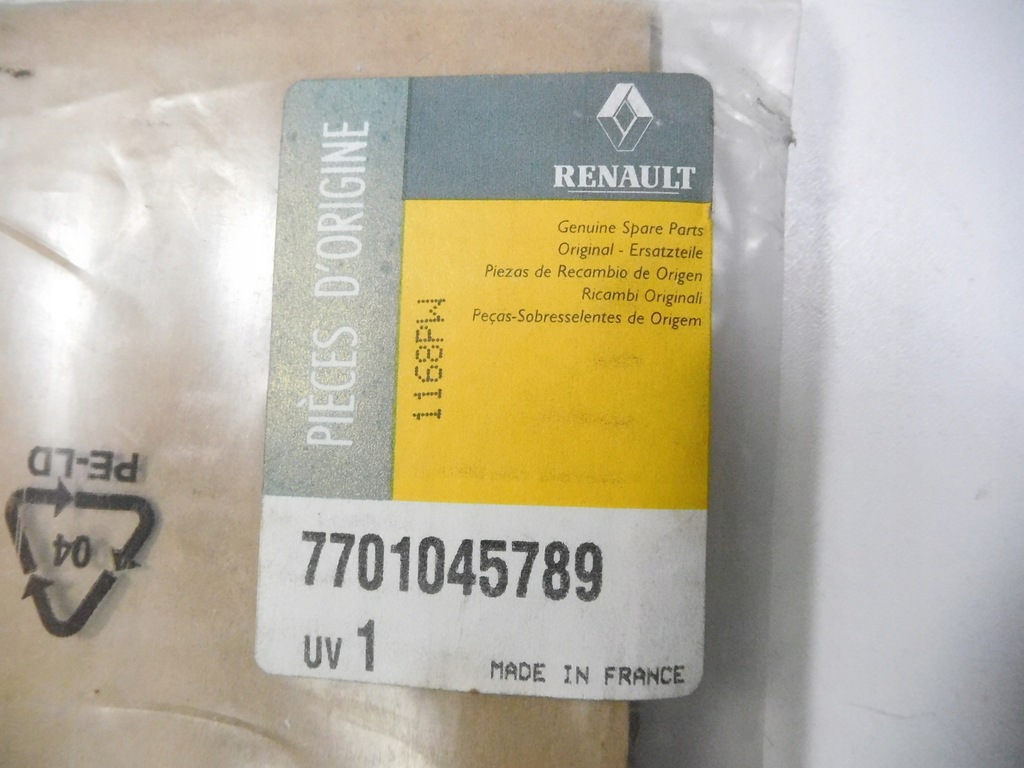 PIÈCES D'ORIGINE
RENAULT
Genuine Spare Parts
Original - Ersatzteile
Piezas de Recambio de Origen
Ricambi Originali
Peças-Sobresselentes de Origem
1168PW
7701045789
UV 1
MADE IN FRANCE
PE-LD
04